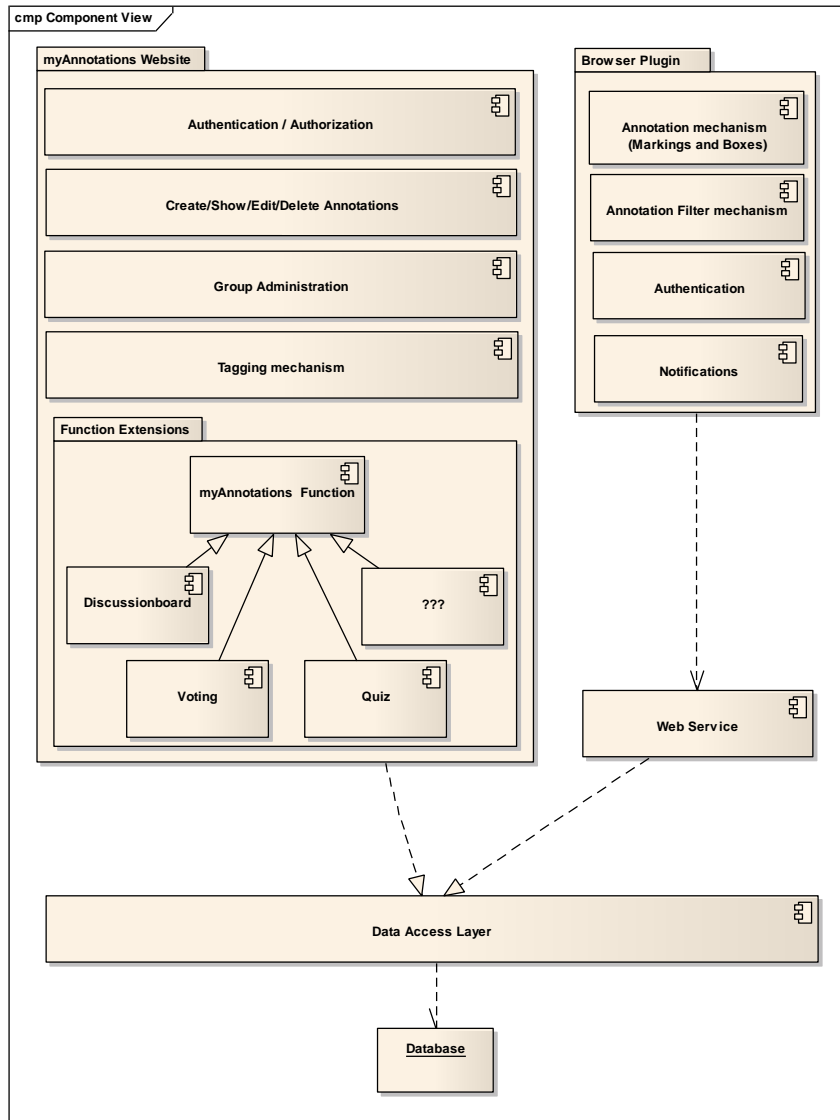 cmp Component View
myAnnotations Website
Authentication / Authorization
Create/Show/Edit/Delete Annotations
Group Administration
Tagging mechanism
Function Extensions
myAnnotations Function
Discussionboard
???
Voting
Quiz
Browser Plugin
Annotation mechanism
(Markings and Boxes)
Annotation Filter mechanism
Authentication
Notifications
Web Service
Data Access Layer
Database